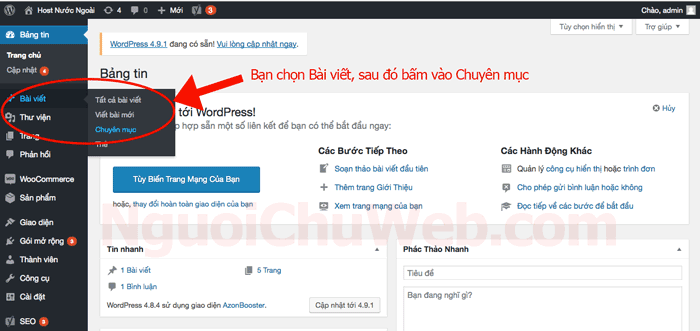 Host Nước Ngoài 4 0 + Mới 3 Chào, admin
Bảng tin
Trang chủ
Cập nhật 4
Bài viết
Thư viện
Trang
Phản hồi
WooCommerce
Sản phẩm
Giao diện
Gói mở rộng 3
Thành viên
Công cụ
Cài đặt
SEO 3
Tất cả bài viết
Viết bài mới
Chuyên mục
Thẻ
Tùy chọn hiển thị Trợ giúp
WordPress 4.9.1 đang có sẵn! Vui lòng cập nhật ngay.
Bảng tin
Bạn chọn Bài viết, sau đó bấm vào Chuyên mục
tới WordPress! Hủy
hợp sẵn một số liên kết để bạn có thể bắt đầu ngay:
Tùy Biến Trang Mạng Của Bạn
hoặc, thay đổi hoàn toàn giao diện của bạn
Các Bước Tiếp Theo
Soạn thảo bài viết đầu tiên
Thêm trang Giới Thiệu
Xem trang mạng của bạn
Các Hành Động Khác
Quản lý công cụ hiển thị hoặc trình đơn
Cho phép gửi bình luận hoặc không
Đọc tiếp về các bước để bắt đầu
NguoiChuWeb.com
Tin nhanh
1 Bài viết 5 Trang
1 Bình luận
WordPress 4.8.4 sử dụng giao diện AzonBooster. Cập nhật tới 4.9.1
Phác Thảo Nhanh
Tiêu đề
Bạn đang nghĩ gì?